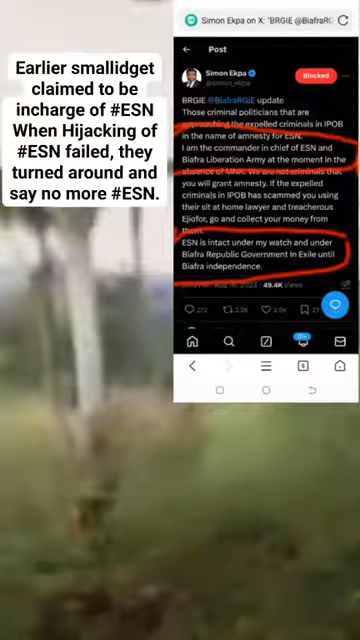 Simon Ekpa on X: "BRGIE @BiafraRG
Earlier smallidget
claimed to be
incharge of #ESN
When Hijacking of
#ESN failed, they
turned around and
say no more #ESN.
Post
Simon Ekpa
@simon_ekpa
Blocked
BRGIE @BiafraRGIE update
Those criminal politicians that are
approaching the expelled criminals in IPOB
in the name of amnesty for ESN.
I am the commander in chief of ESN and
Biafra Liberation Army at the moment in the
absence of MNK. We are not criminals that
you will grant amnesty. If the expelled
criminals in IPOB has scammed you using
their sit at home lawyer and treacherous
Ejiofor, go and collect your money from
them.
ESN is intact under my watch and under
Biafra Republic Government In Exile until
Biafra independence.
2023 · 49.4K Views
272
2.5K
20+